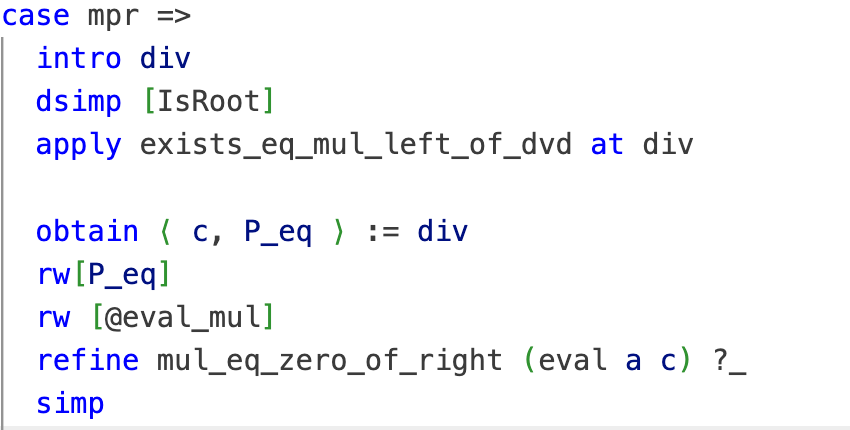 case mpr =>
  intro div
  dsimp [IsRoot]
  apply exists_eq_mul_left_of_dvd at div
  obtain ⟨ c, P_eq ⟩ := div
  rw[P_eq]
  rw [@eval_mul]
  refine mul_eq_zero_of_right (eval a c) ?_
  simp